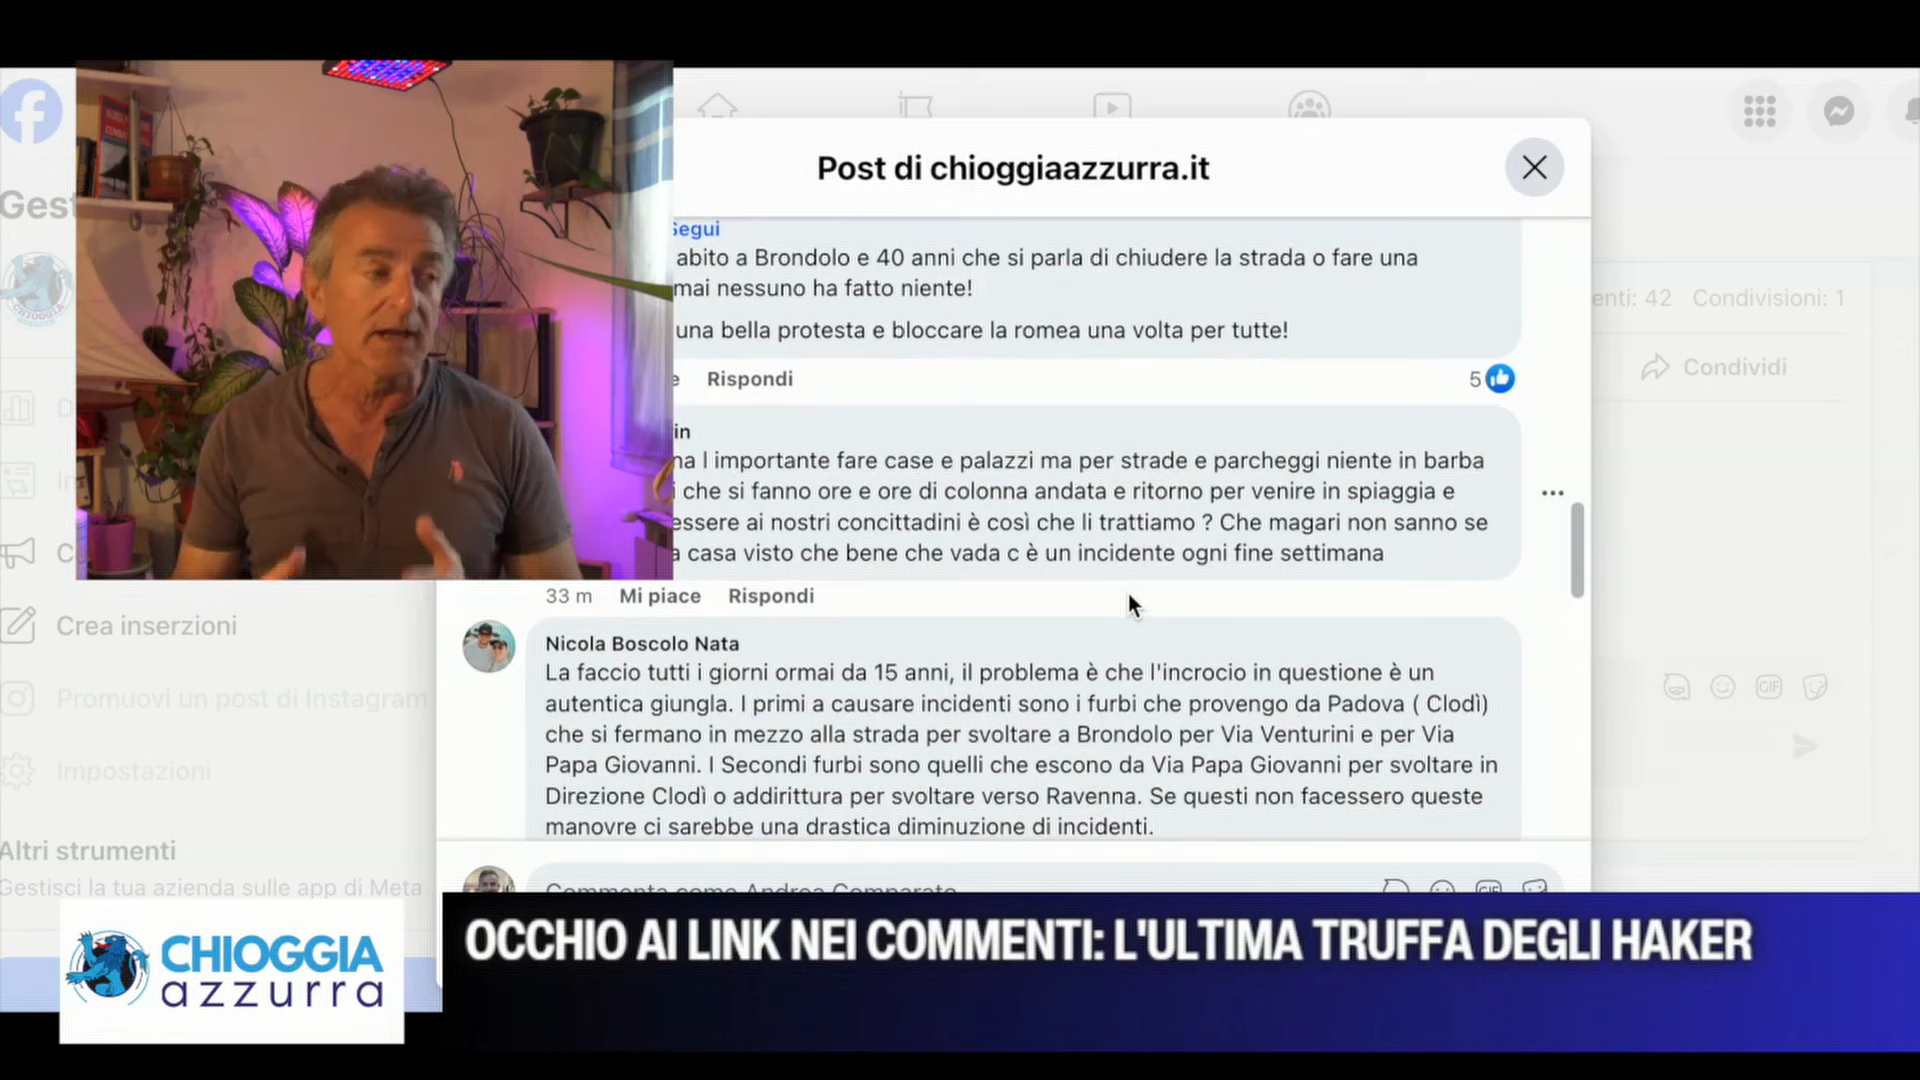 Post di chioggiaazzurra.it
Segui
abito a Brondolo e 40 anni che si parla di chiudere la strada o fare una
mai nessuno ha fatto niente!
una bella protesta e bloccare la romea una volta per tutte!
Rispondi
5
l importante fare case e palazzi ma per strade e parcheggi niente in barba
che si fanno ore e ore di colonna andata e ritorno per venire in spiaggia e
essere ai nostri concittadini è così che li trattiamo ? Che magari non sanno se
casa visto che bene che vada c è un incidente ogni fine settimana
33 m Mi piace Rispondi
Nicola Boscolo Nata
La faccio tutti i giorni ormai da 15 anni, il problema è che l'incrocio in questione è un
autentica giungla. I primi a causare incidenti sono i furbi che provengo da Padova ( Clodì)
che si fermano in mezzo alla strada per svoltare a Brondolo per Via Venturini e per Via
Papa Giovanni. I Secondi furbi sono quelli che escono da Via Papa Giovanni per svoltare in
Direzione Clodì o addirittura per svoltare verso Ravenna. Se questi non facessero queste
manovre ci sarebbe una drastica diminuzione di incidenti.
Commenta come Andrea Comparato
GIF
Gest
Crea inserzioni
Promuovi un post di Instagram
Impostazioni
Altri strumenti
Gestisci la tua azienda sulle app di Meta
enti: 42 Condivisioni: 1
Condividi
GIF
CHIOGGIA
azzurra
OCCHIO AI LINK NEI COMMENTI: L'ULTIMA TRUFFA DEGLI HAKER